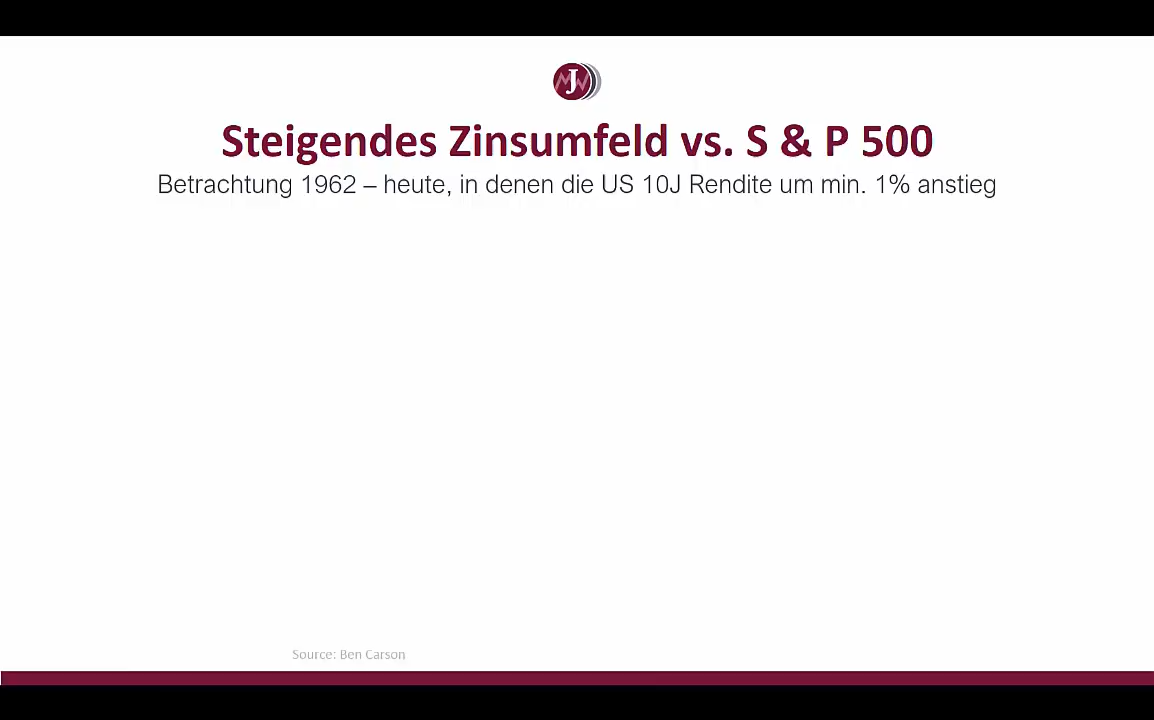 J
Steigendes Zinsumfeld vs. S & P 500
Betrachtung 1962 – heute, in denen die US 10J Rendite um min. 1% anstieg
Source: Ben Carson